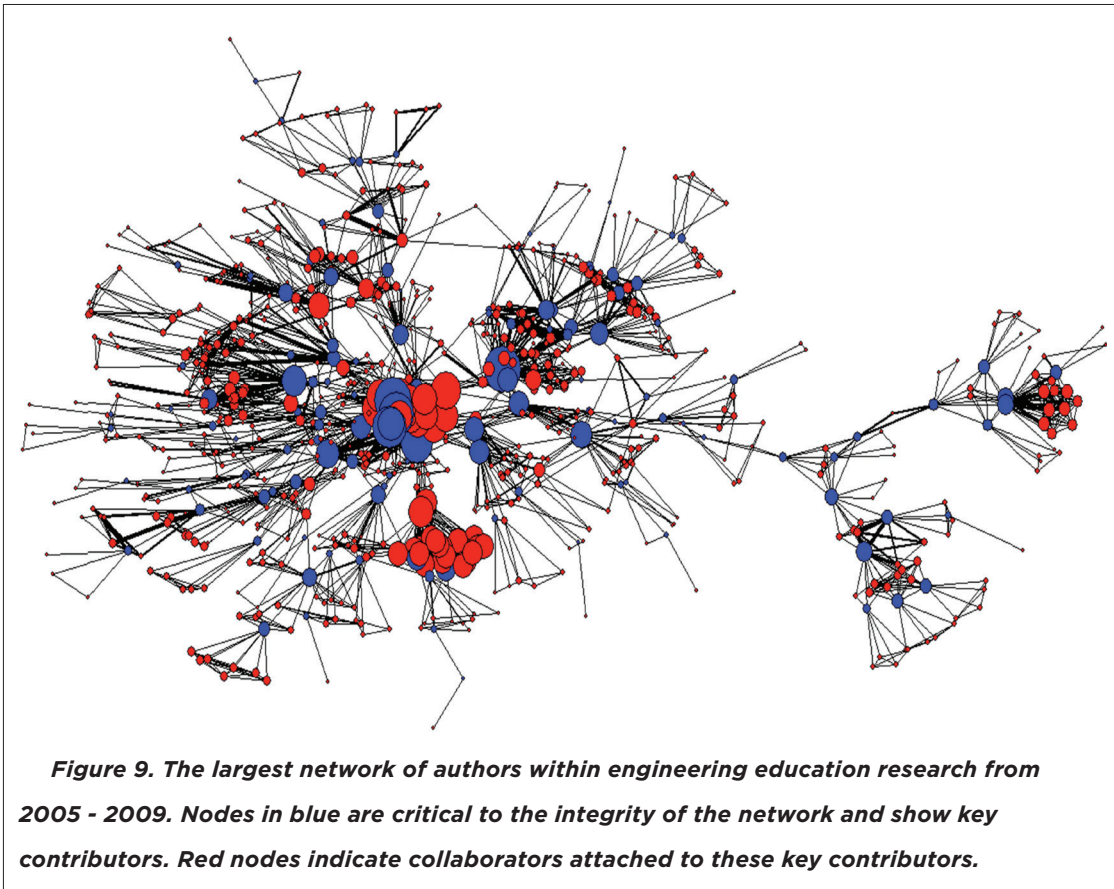 Figure 9. The largest network of authors within engineering education research from
2005 - 2009. Nodes in blue are critical to the integrity of the network and show key
contributors. Red nodes indicate collaborators attached to these key contributors.